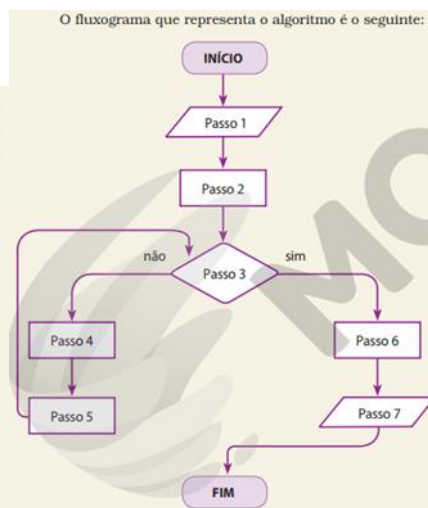 O fluxograma que representa o algoritmo é o seguinte:
INÍCIO
Passo 1
Passo 2
não
sim
Passo 3
Passo 4
Passo 6
Passo 5
Passo 7
FIM